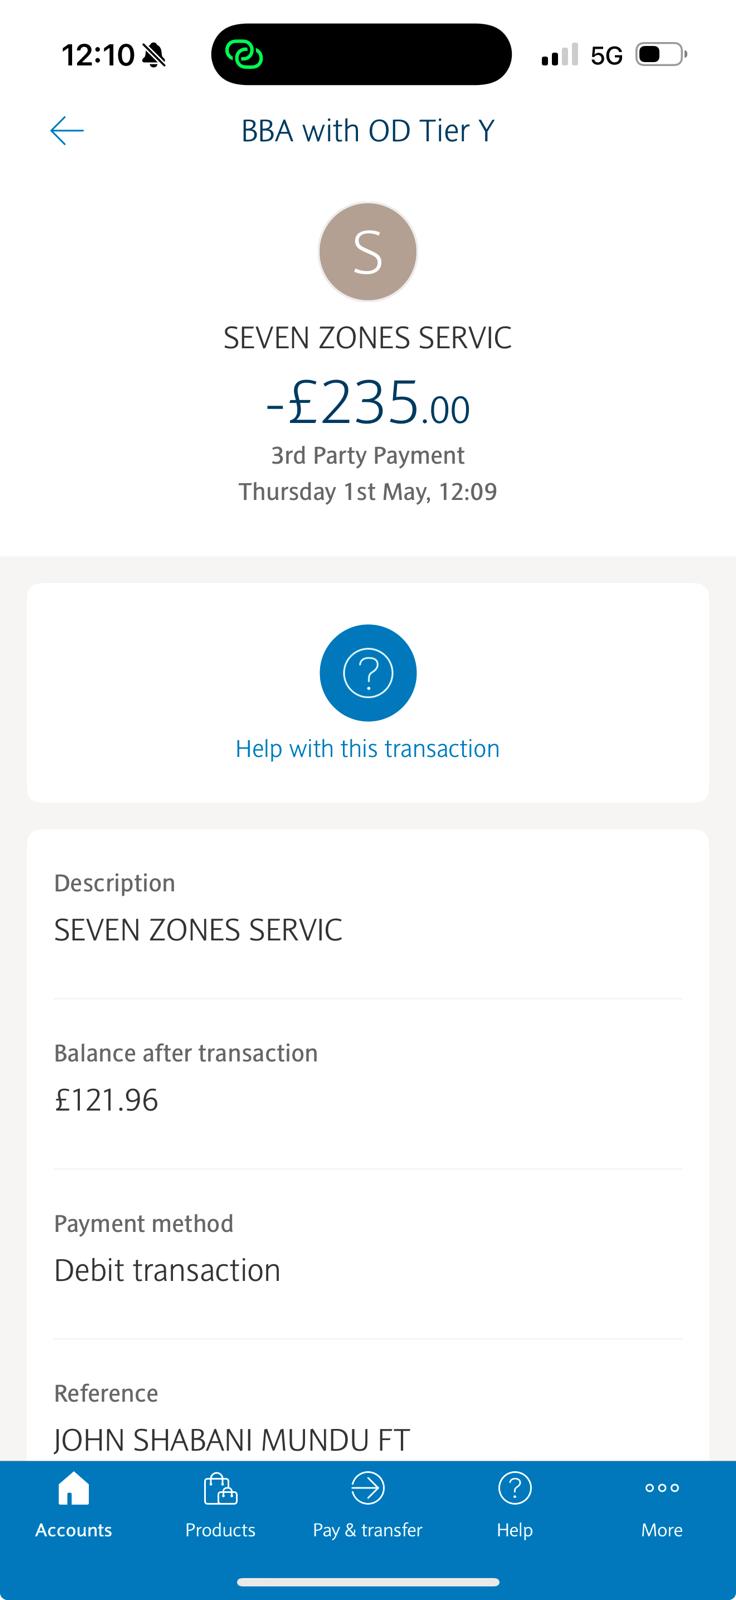 12:10
5G
BBA with OD Tier Y
S
SEVEN ZONES SERVIC
-£235.00
3rd Party Payment
Thursday 1st May, 12:09
?
Help with this transaction
Description
SEVEN ZONES SERVIC
Balance after transaction
£121.96
Payment method
Debit transaction
Reference
JOHN SHABANI MUNDU FT
Accounts
Products
Pay & transfer
?
Help
More